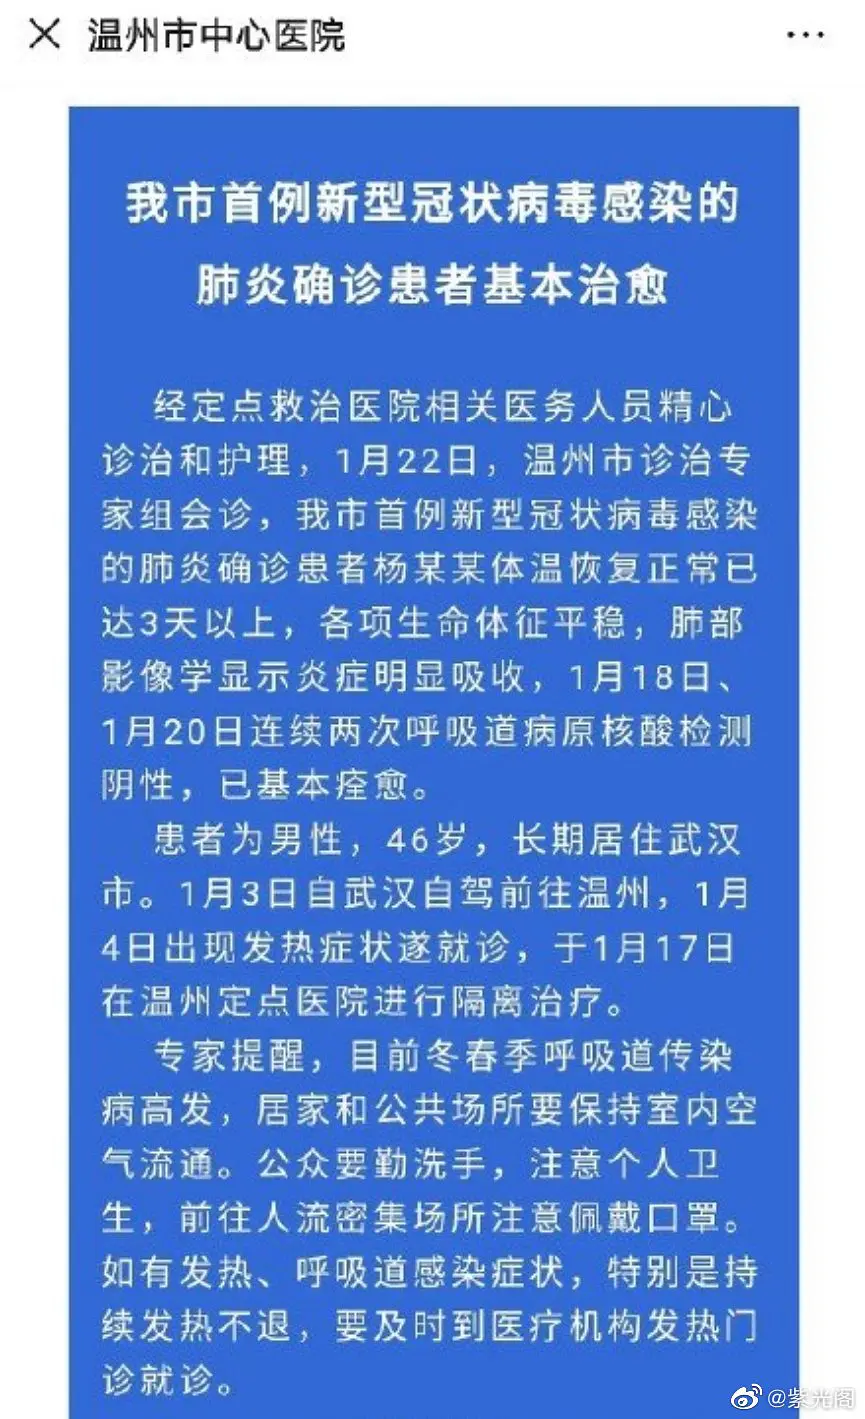 温州市中心医院
我市首例新型冠状病毒感染的
肺炎确诊患者基本治愈
经定点救治医院相关医务人员精心
诊治和护理，1月22日，温州市诊治专
家组会诊，我市首例新型冠状病毒感染
的肺炎确诊患者杨某某体温恢复正常已
达3天以上，各项生命体征平稳，肺部
影像学显示炎症明显吸收，1月18日、
1月20日连续两次呼吸道病原核酸检测
阴性，已基本痊愈。
患者为男性，46岁，长期居住武汉
市。1月3日自武汉自驾前往温州，1月
4日出现发热症状遂就诊，于1月17日
在温州定点医院进行隔离治疗。
专家提醒，目前冬春季呼吸道传染
病高发，居家和公共场所要保持室内空
气流通。公众要勤洗手，注意个人卫
生，前往人流密集场所注意佩戴口罩。
如有发热、呼吸道感染症状，特别是持
续发热不退，要及时到医疗机构发热门
诊就诊。
@紫光阁